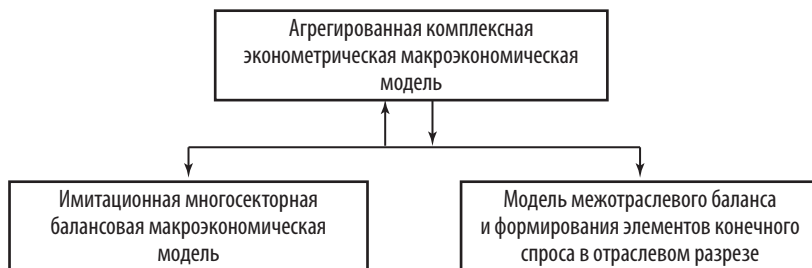 Агрегированная комплексная
эконометрическая макроэкономическая
модель
Имитационная многосекторная
балансовая макроэкономическая
модель
Модель межотраслевого баланса
и формирования элементов конечного
спроса в отраслевом разрезе